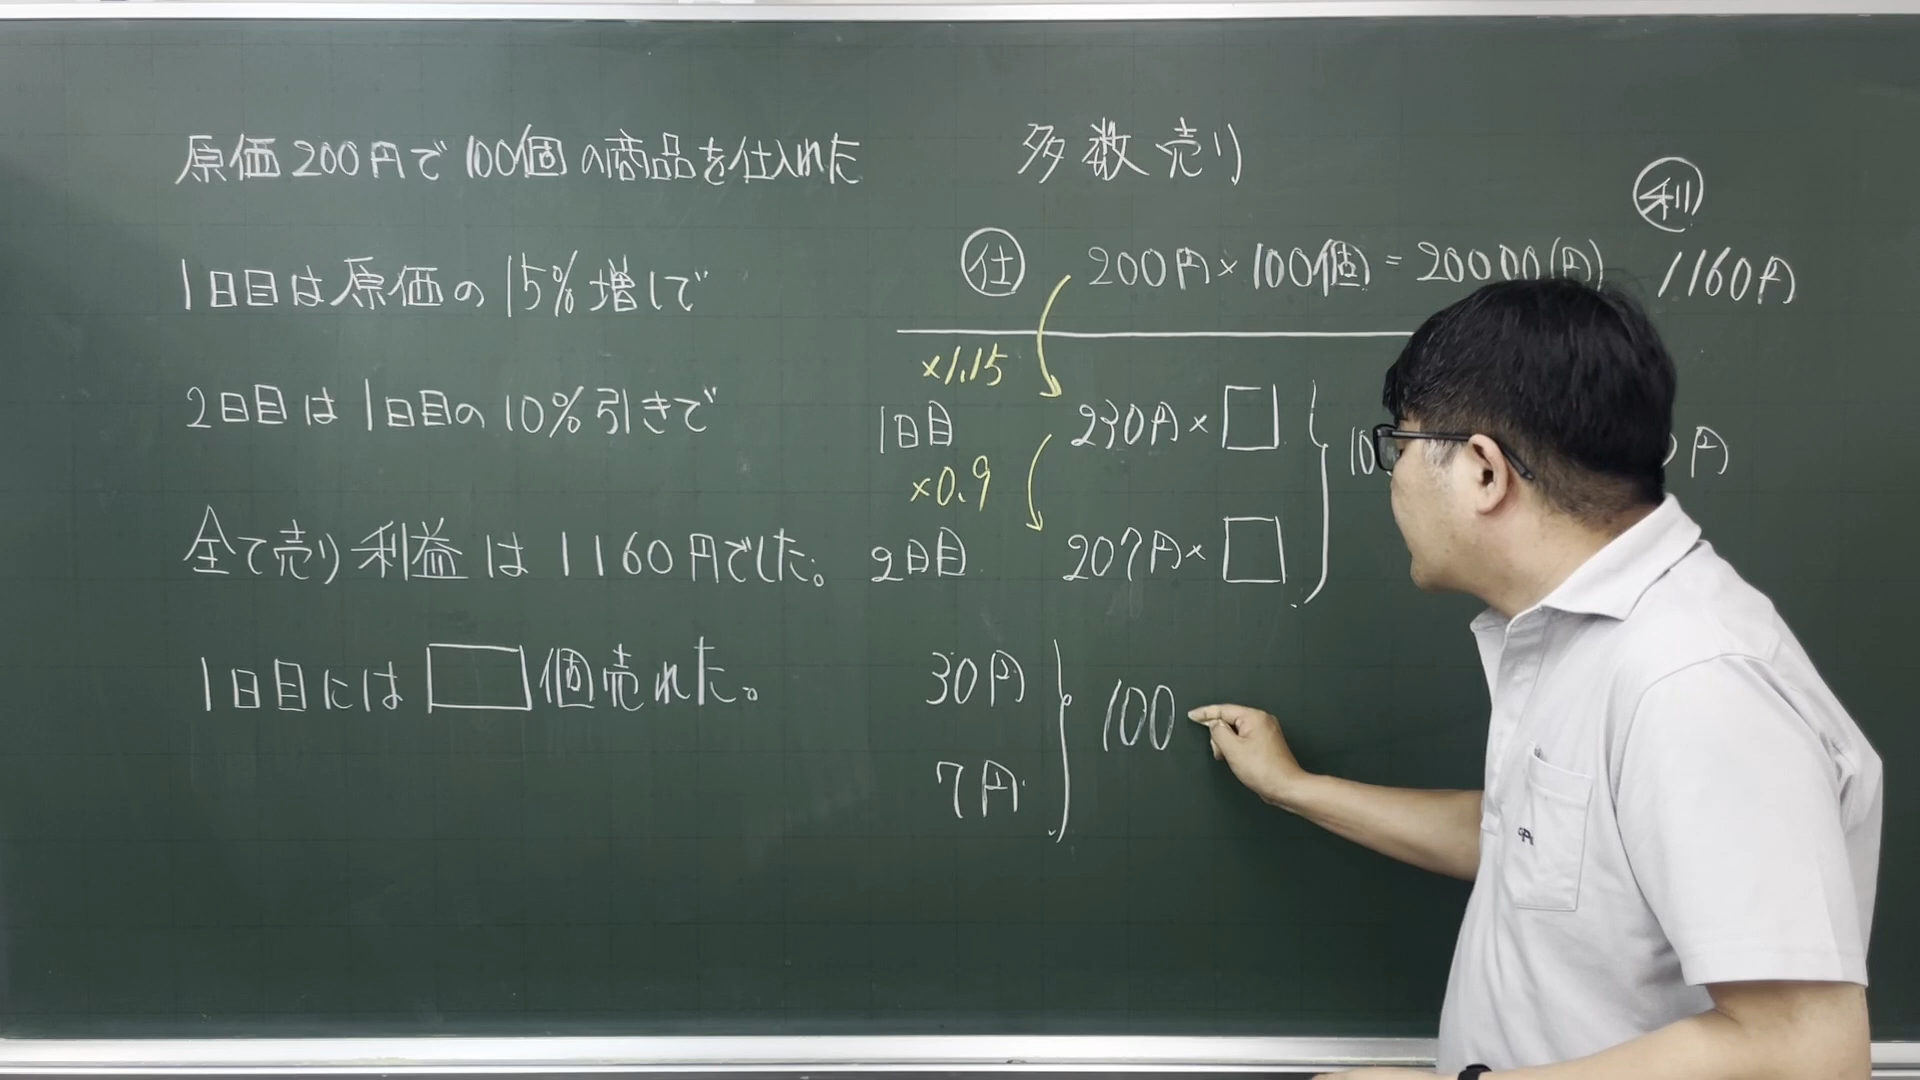 原価200円で100個の商品を仕入れた
1日目は原価の15%増しで
2日目は1日目の10%引きで
全て売り利益は1160円でした。
1日目には□個売れた。
多数売り
仕 200円×100個=20000(円)
利
1160円
×1.15
1日目 230円×□
×0.9
2日目 207円×□
10
円
30円
7円
100